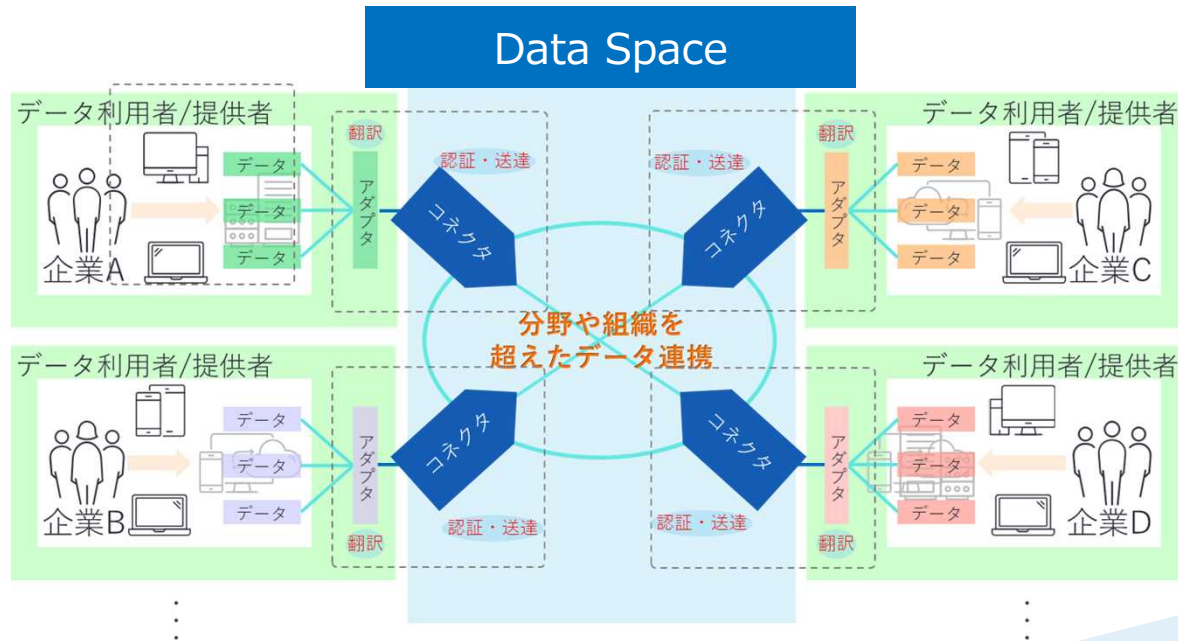 Data Space
データ利用者/提供者
翻訳
認証・送達
データ
データ
データ
アダプタ
コネクタ
企業A
データ利用者/提供者
翻訳
認証・送達
データ
データ
データ
アダプタ
コネクタ
企業C
分野や組織を
超えたデータ連携
データ利用者/提供者
データ
データ
データ
アダプタ
コネクタ
企業B
認証・送達
翻訳
データ利用者/提供者
データ
データ
データ
アダプタ
コネクタ
企業D
認証・送達
翻訳
⋮
⋮